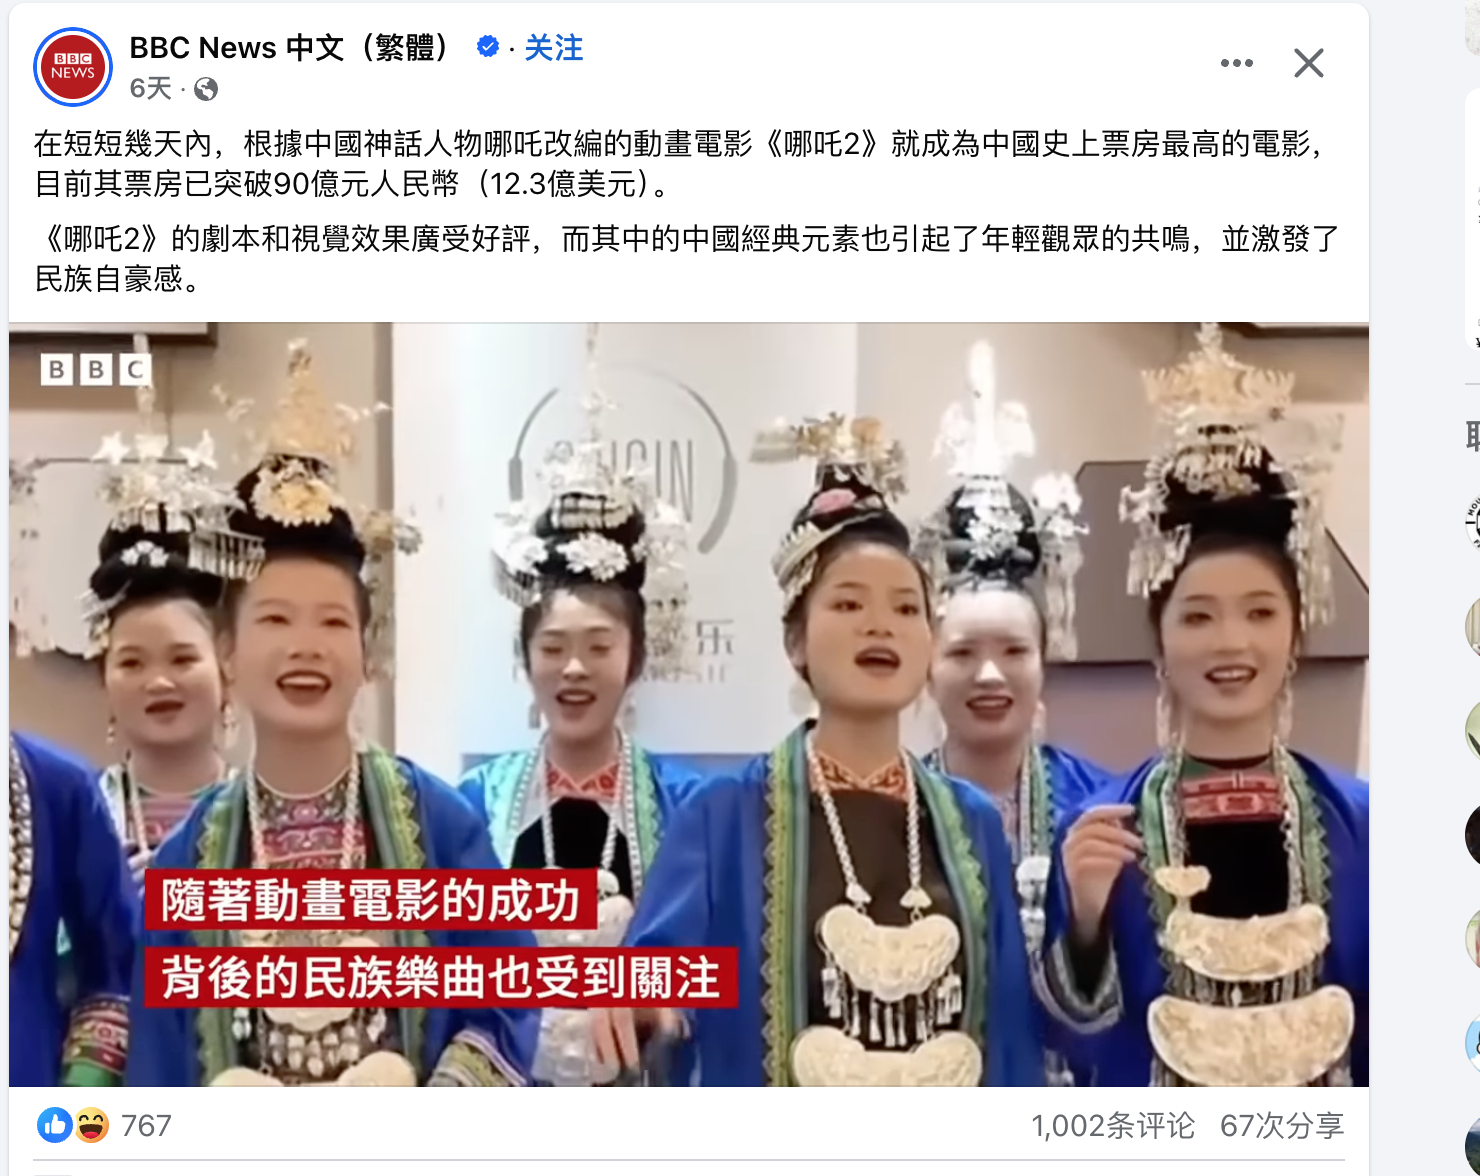 BBC NEWS
BBC News 中文（繁體） · 关注
6天 ·
在短短幾天內，根據中國神話人物哪吒改編的動畫電影《哪吒2》就成為中國史上票房最高的電影，
目前其票房已突破90億元人民幣（12.3億美元）。
《哪吒2》的劇本和視覺效果廣受好評，而其中的中國經典元素也引起了年輕觀眾的共鳴，並激發了
民族自豪感。
BBC
乐
隨著動畫電影的成功
背後的民族樂曲也受到關注
767
1,002条评论 67次分享